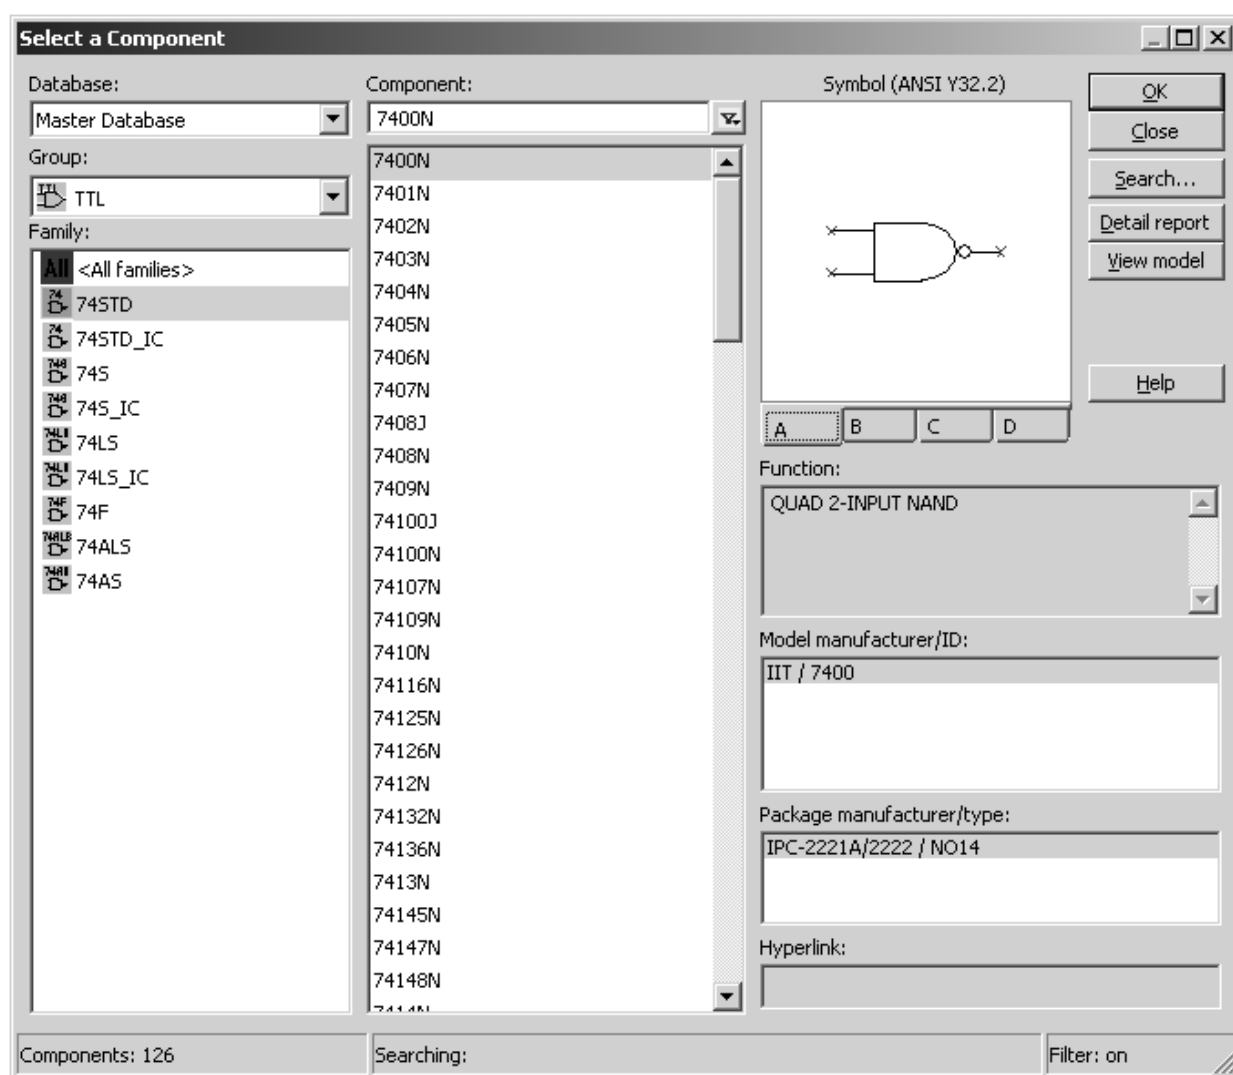 Select a Component
Database:
Master Database
Group:
TTL
Family:
All <All families>
74STD
74STD_IC
74S
74S_IC
74LS
74LS_IC
74F
74ALS
74AS
Component:
7400N
7400N
7401N
7402N
7403N
7404N
7405N
7406N
7407N
7408J
7408N
7409N
74100J
74100N
74107N
74109N
7410N
74116N
74125N
74126N
7412N
74132N
74136N
7413N
74145N
74147N
74148N
7414N
Symbol (ANSI Y32.2)
A B C D
Function:
QUAD 2-INPUT NAND
Model manufacturer/ID:
IIT / 7400
Package manufacturer/type:
IPC-2221A/2222 / NO14
Hyperlink:
OK
Close
Search...
Detail report
View model
Help
Components: 126
Searching:
Filter: on